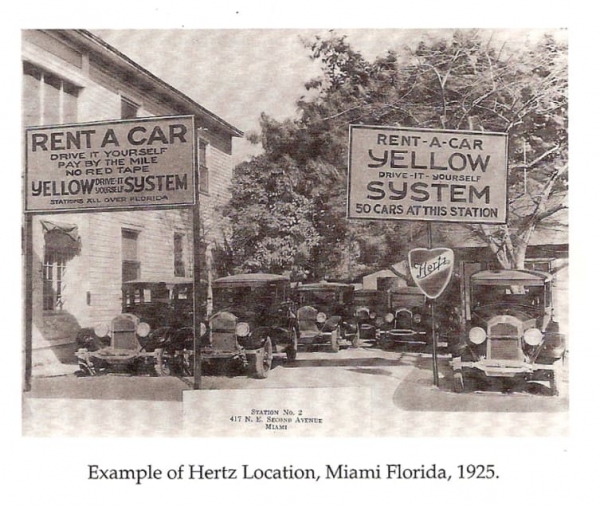 RENT A CAR
DRIVE IT YOURSELF
PAY BY THE MILE
NO RED TAPE
YELLOW DRIVE-IT YOURSELF SYSTEM
STATIONS ALL OVER FLORIDA
RENT-A-CAR
YELLOW
DRIVE-IT-YOURSELF
SYSTEM
50 CARS AT THIS STATION
Hertz
STATION No. 2
417 N. E. SECOND AVENUE
MIAMI
Example of Hertz Location, Miami Florida, 1925.